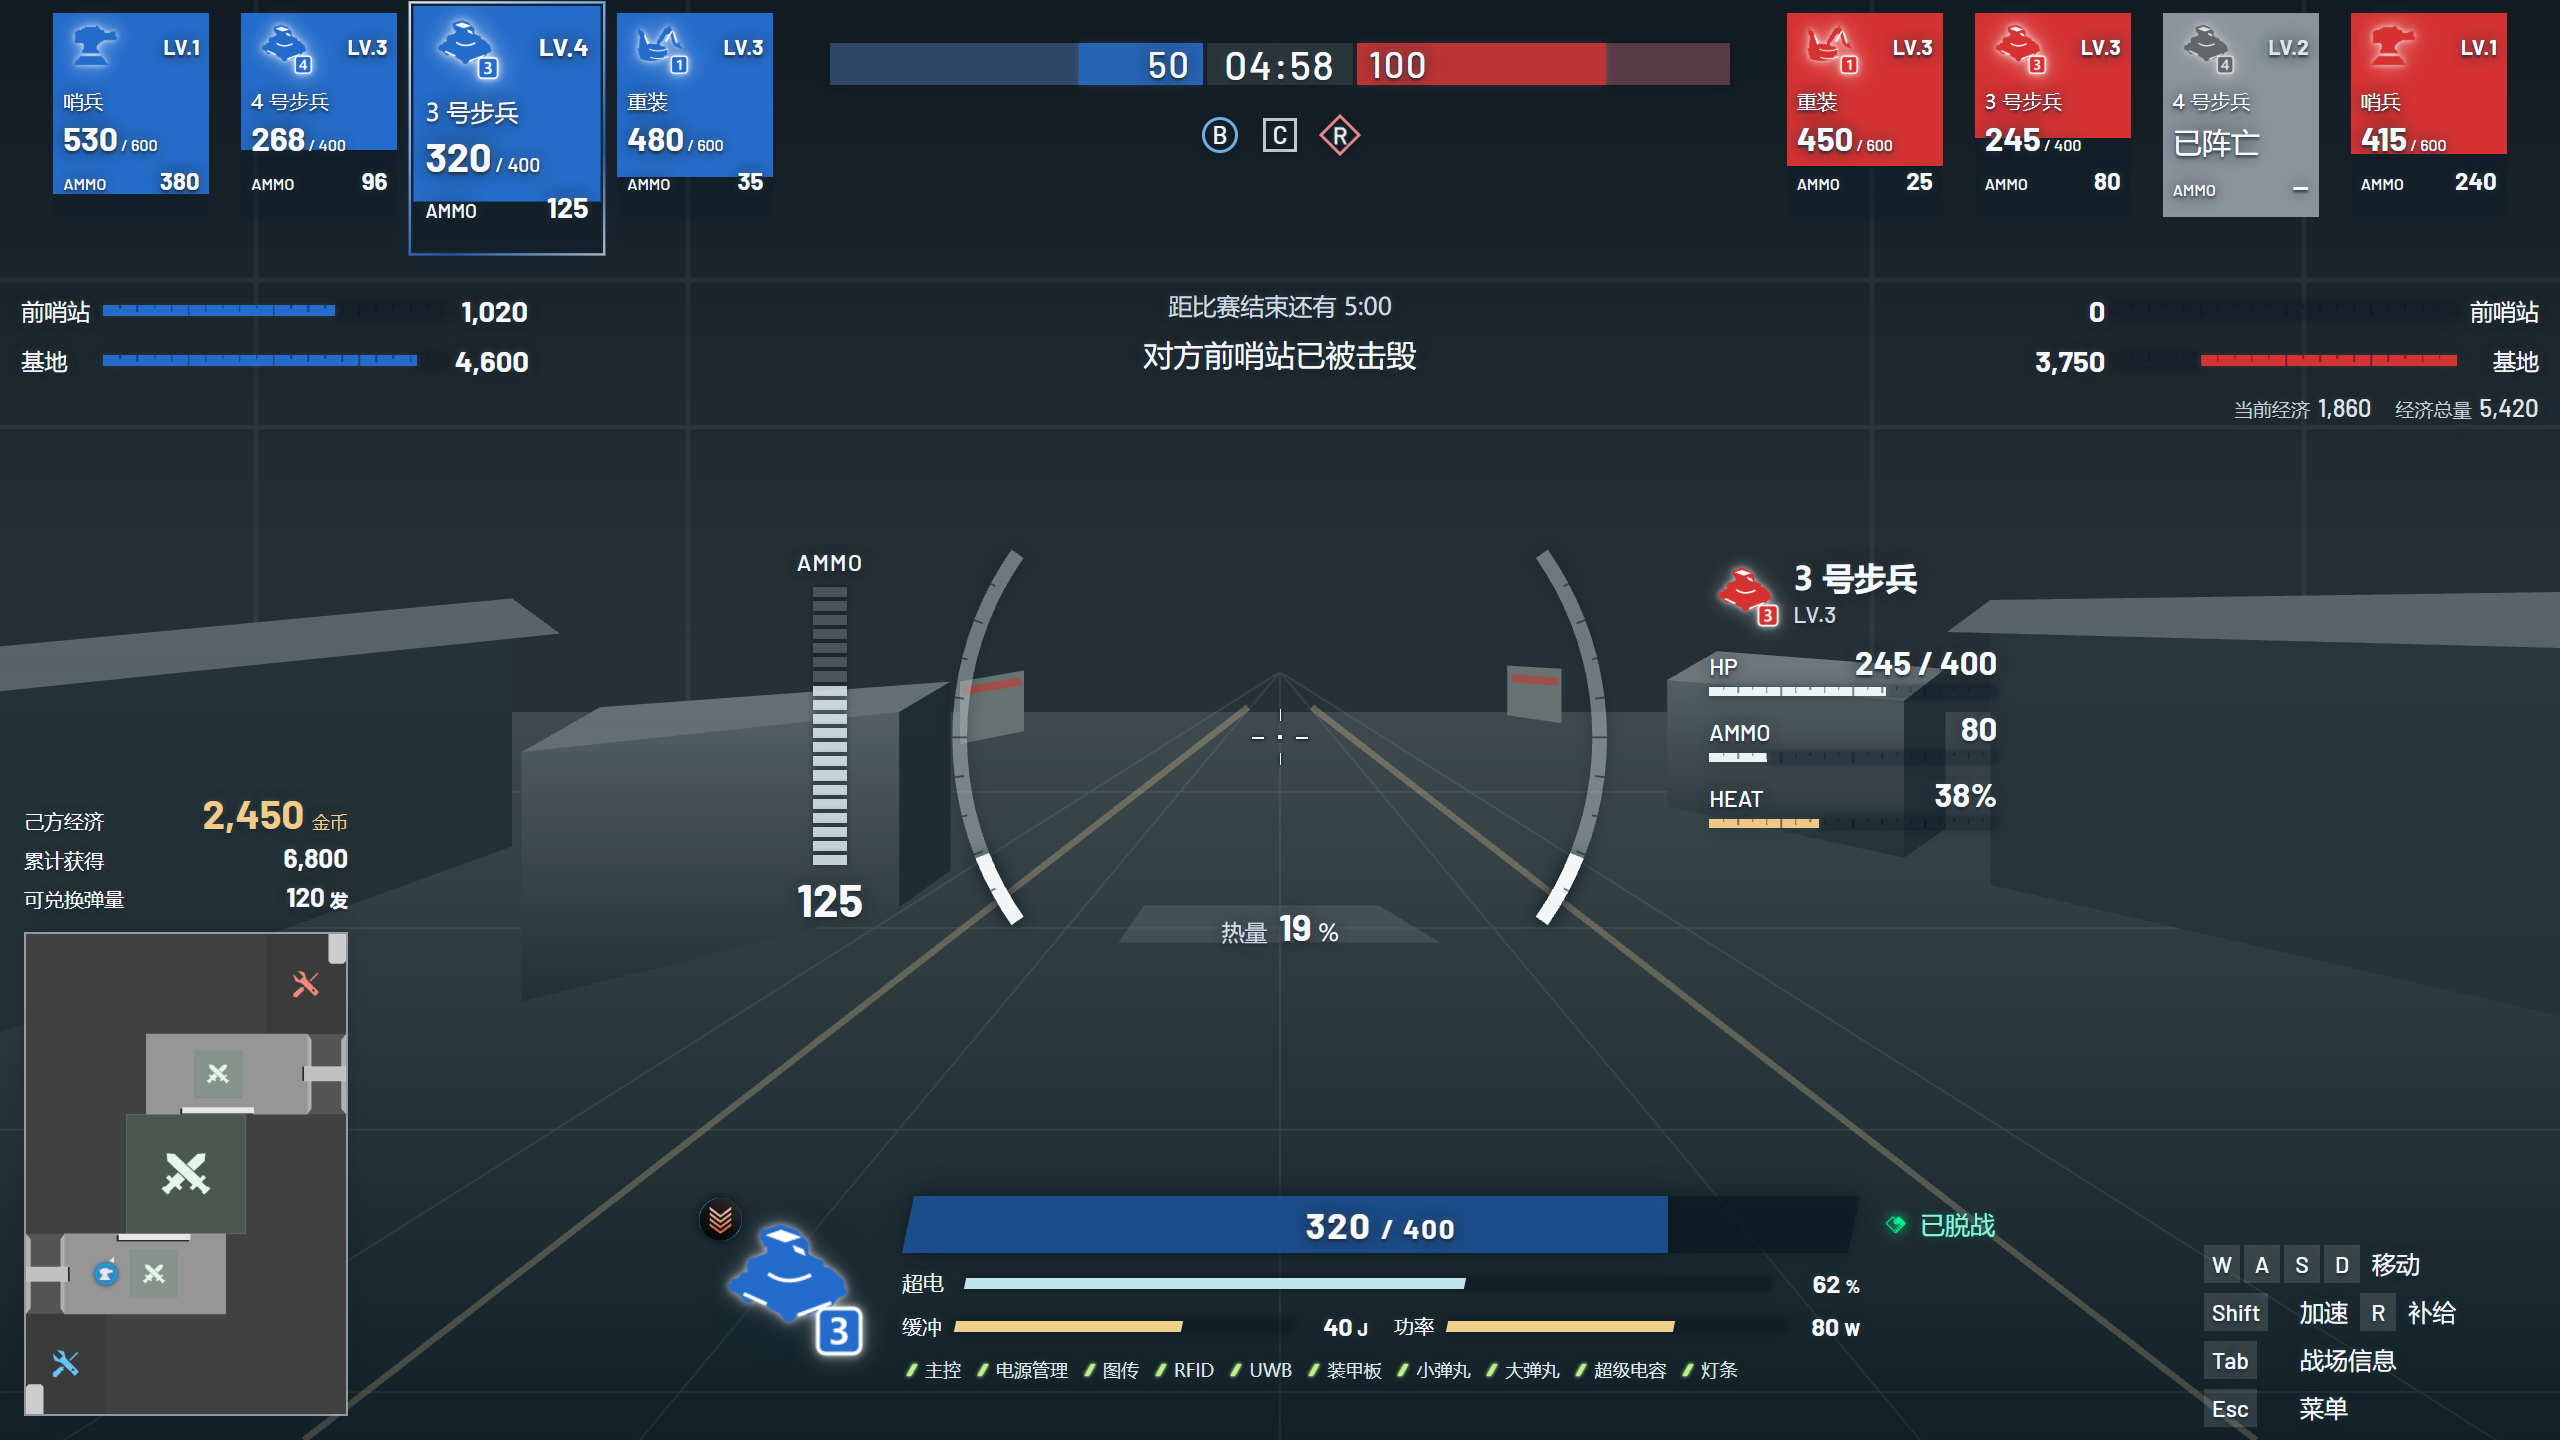 LV.1
哨兵
530 / 600
AMMO 380
4
LV.3
4 号步兵
268 / 400
AMMO 96
3
LV.4
3 号步兵
320 / 400
AMMO 125
1
LV.3
重装
480 / 600
AMMO 35
50 04:58 100
B C R
1
LV.3
重装
450 / 600
AMMO 25
3
LV.3
3 号步兵
245 / 400
AMMO 80
4
LV.2
4 号步兵
已阵亡
AMMO –
LV.1
哨兵
415 / 600
AMMO 240
前哨站 1,020
基地 4,600
距比赛结束还有 5:00
对方前哨站已被击毁
0 前哨站
3,750 基地
当前经济 1,860 经济总量 5,420
AMMO
125
热量 19 %
3
3 号步兵
LV.3
HP 245 / 400
AMMO 80
HEAT 38%
己方经济 2,450 金币
累计获得 6,800
可兑换弹量 120 发
3
320 / 400
已脱战
超电 62 %
缓冲 40 J 功率 80 W
主控 电源管理 图传 RFID UWB 装甲板 小弹丸 大弹丸 超级电容 灯条
W A S D 移动
Shift 加速 R 补给
Tab 战场信息
Esc 菜单